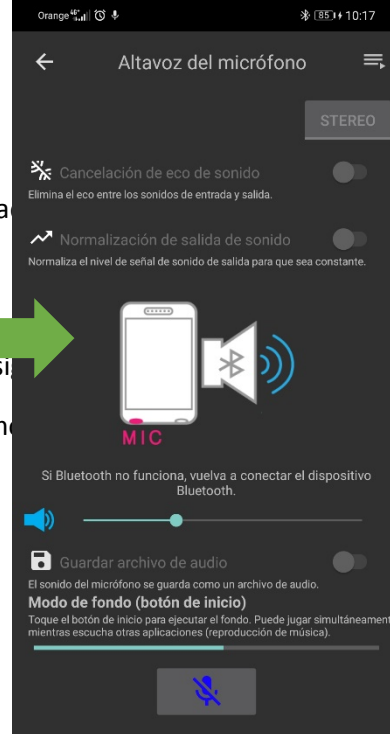 Orange 4G
85 10:17
Altavoz del micrófono
STEREO
Cancelación de eco de sonido
Elimina el eco entre los sonidos de entrada y salida.
Normalización de salida de sonido
Normaliza el nivel de señal de sonido de salida para que sea constante.
MIC
Si Bluetooth no funciona, vuelva a conectar el dispositivo
Bluetooth.
Guardar archivo de audio
El sonido del micrófono se guarda como un archivo de audio.
Modo de fondo (botón de inicio)
Toque el botón de inicio para ejecutar el fondo. Puede jugar simultáneament
mientras escucha otras aplicaciones (reproducción de música).